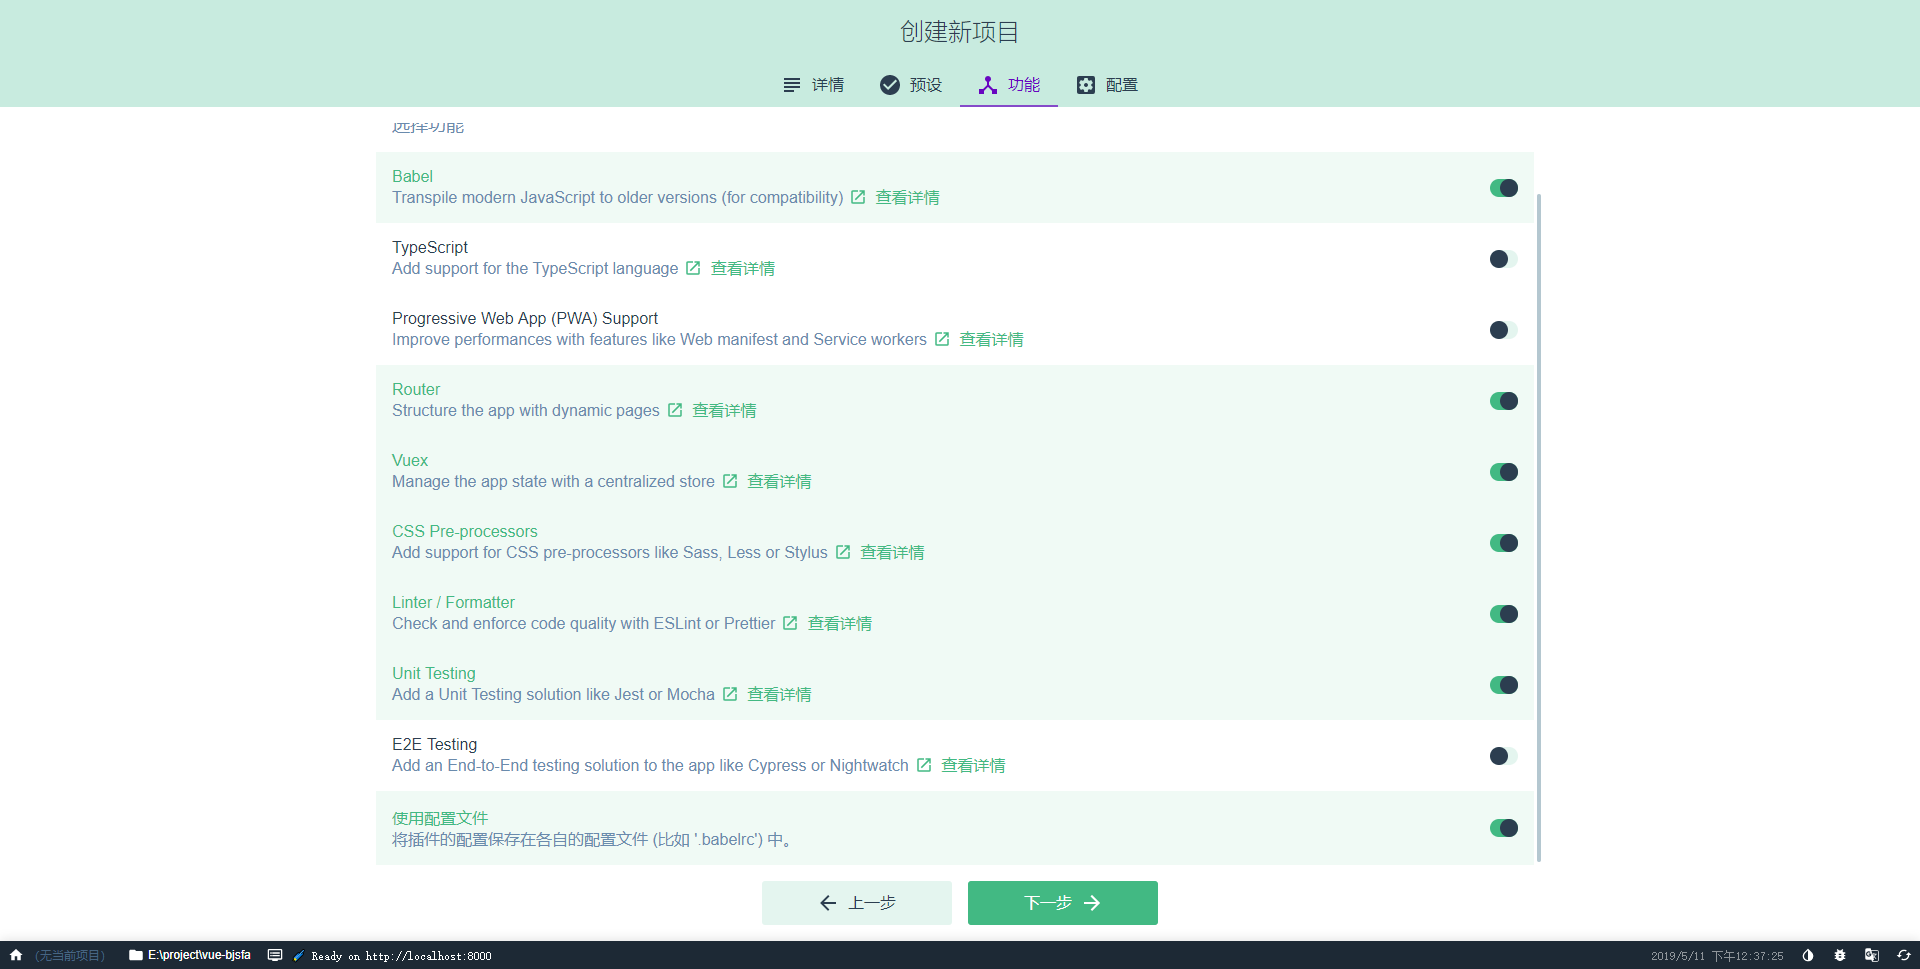 创建新项目
详情 预设 功能 配置
选择功能
Babel
Transpile modern JavaScript to older versions (for compatibility) 查看详情
TypeScript
Add support for the TypeScript language 查看详情
Progressive Web App (PWA) Support
Improve performances with features like Web manifest and Service workers 查看详情
Router
Structure the app with dynamic pages 查看详情
Vuex
Manage the app state with a centralized store 查看详情
CSS Pre-processors
Add support for CSS pre-processors like Sass, Less or Stylus 查看详情
Linter / Formatter
Check and enforce code quality with ESLint or Prettier 查看详情
Unit Testing
Add a Unit Testing solution like Jest or Mocha 查看详情
E2E Testing
Add an End-to-End testing solution to the app like Cypress or Nightwatch 查看详情
使用配置文件
将插件的配置保存在各自的配置文件 (比如 '.babelrc') 中。
上一步 下一步
(无当前项目) E:\project\vue-bjsfa Ready on http://localhost:8000 2019/5/11 下午12:37:25